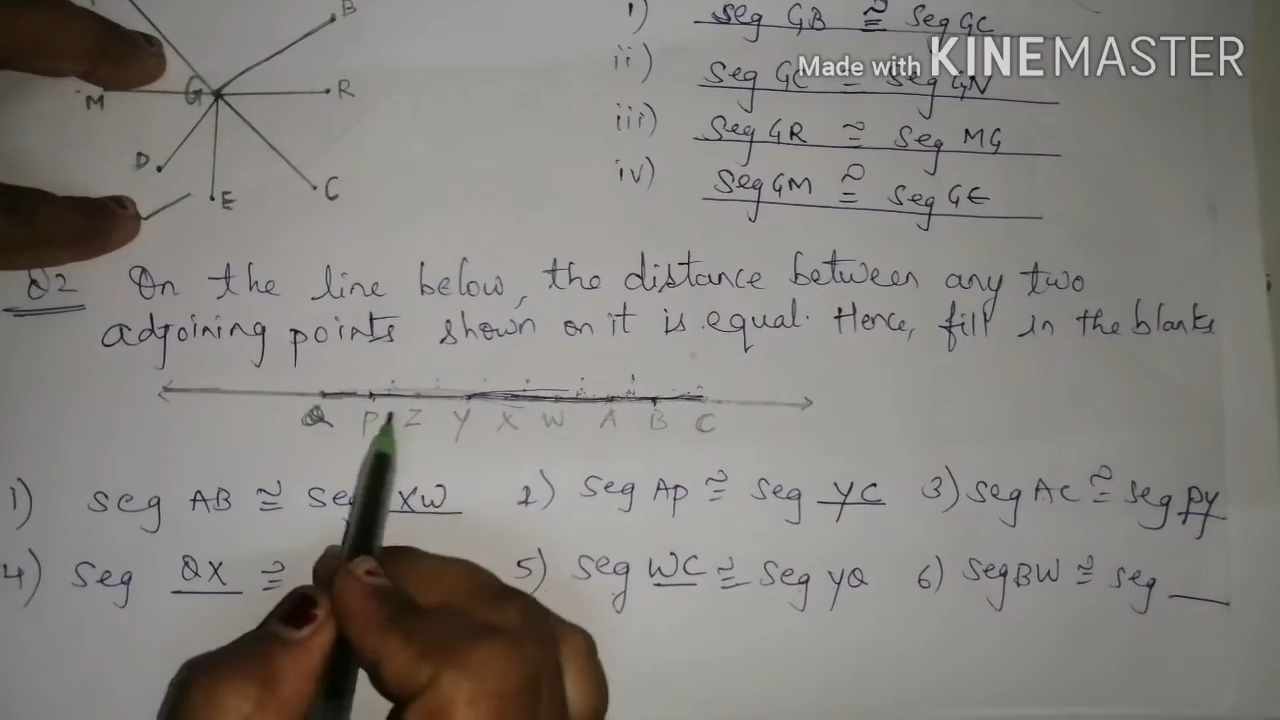 B
M G R
D
E C
i) seg GB ≅ seg GC
ii) seg GC ≅ seg GN
iii) seg GR ≅ seg MG
iv) seg GM ≅ seg GE
Made with KINEMASTER
Q2 On the line below, the distance between any two
adjoining points shown on it is equal. Hence, fill in the blanks
Q P Z Y X W A B C
1) seg AB ≅ seg XW 2) seg AP ≅ seg YC 3) seg AC ≅ seg PY
4) seg QX ≅ 5) seg WC ≅ seg YQ 6) seg BW ≅ seg __